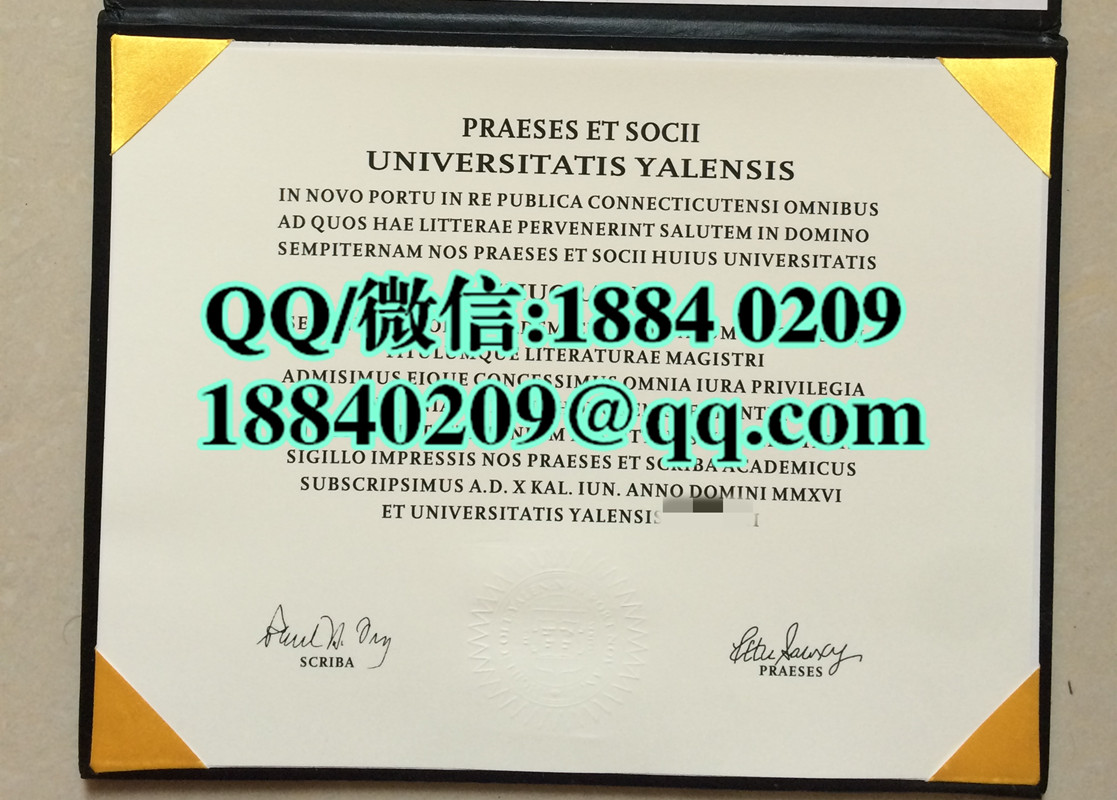 PRAESES ET SOCII
UNIVERSITATIS YALENSIS
IN NOVO PORTU IN RE PUBLICA CONNECTICUTENSI OMNIBUS
AD QUOS HAE LITTERAE PERVENERINT SALUTEM IN DOMINO
SEMPITERNAM NOS PRAESES ET SOCII HUIUS UNIVERSITATIS
QQ/微信:1884 0209
TITULUMQUE LITERATURAE MAGISTRI
ADMISIMUS EIQUE CONCESSIMUS OMNIA IURA PRIVILEGIA
18840209@qq.com
SIGILLO IMPRESSIS NOS PRAESES ET SCRIBA ACADEMICUS
SUBSCRIPSIMUS A.D. X KAL. IUN. ANNO DOMINI MMXVI
ET UNIVERSITATIS YALENSIS
SCRIBA
PRAESES